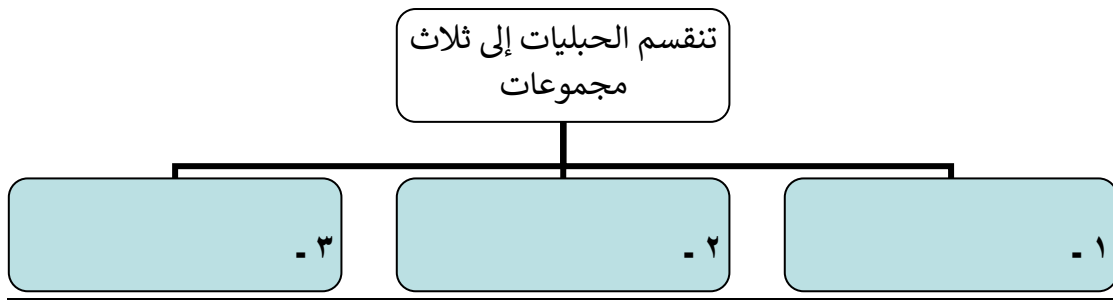 تنقسم الحبليات إلى ثلاث
مجموعات
١ -
٢ -
٣ -